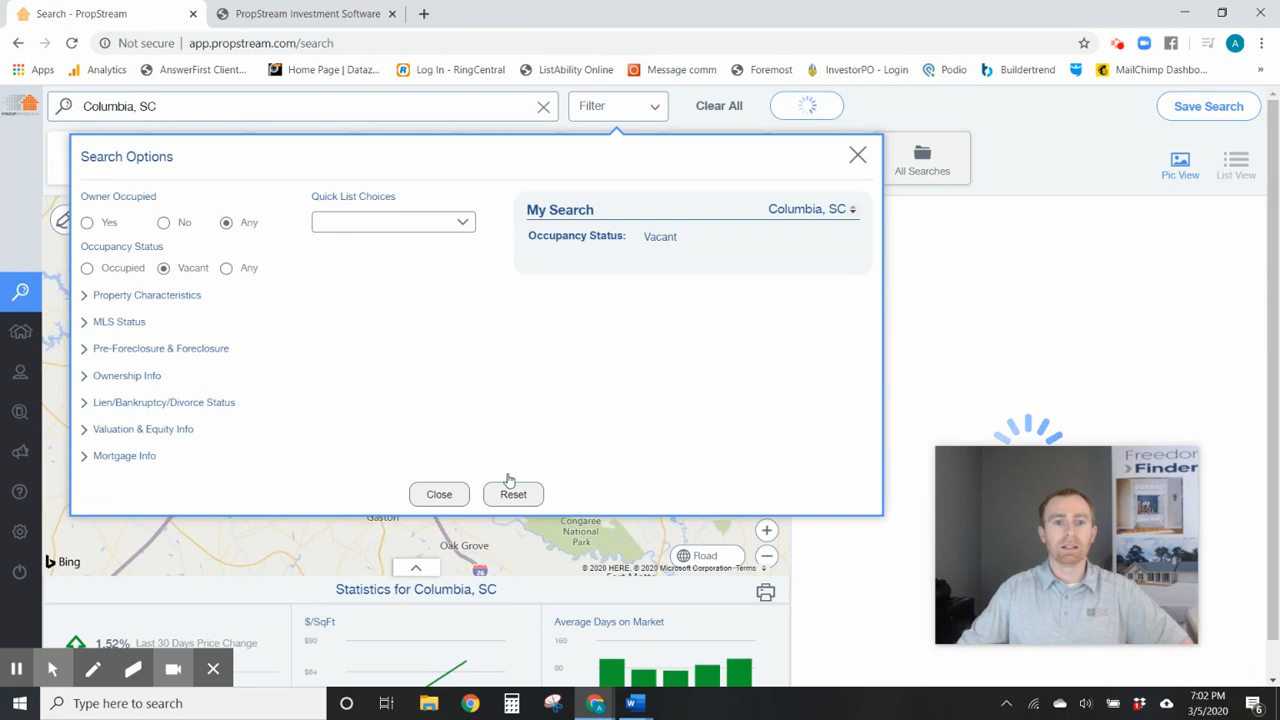 Search - PropStream
PropStream Investment Software
Not secure
app.propstream.com/search
A
Apps
Analytics
AnswerFirst Client...
Home Page | Dataz...
Log In - RingCentral
ListAbility Online
Message comm
Foremost
InvestorPO - Login
Podio
Buildertrend
MailChimp Dashbo...
PROPSTREAM
Columbia, SC
Filter
Clear All
Save Search
Search Options
All Searches
Pic View
List View
Owner Occupied
Quick List Choices
My Search
Columbia, SC
Yes
No
Any
Occupancy Status: Vacant
Occupancy Status
Occupied
Vacant
Any
Property Characteristics
MLS Status
Pre-Foreclosure & Foreclosure
Ownership Info
Lien/Bankruptcy/Divorce Status
Valuation & Equity Info
Mortgage Info
Close
Reset
Freedom
Finder
Gaston
Congaree
National
Park
Oak Grove
Road
Bing
26
© 2020 HERE, © 2020 Microsoft Corporation Terms
Statistics for Columbia, SC
1.52%
Last 30 Days Price Change
$/SqFt
$90
$84
Average Days on Market
160
80
Type here to search
7:02 PM
3/5/2020
6